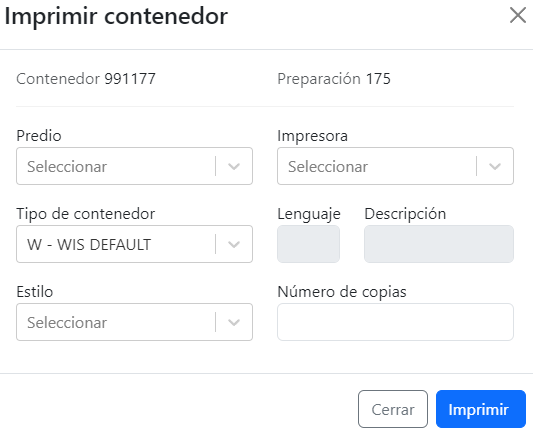 Imprimir contenedor
Contenedor 991177 Preparación 175
Predio Impresora
Seleccionar Seleccionar
Tipo de contenedor Lenguaje Descripción
W - WIS DEFAULT
Estilo Número de copias
Seleccionar
Cerrar Imprimir